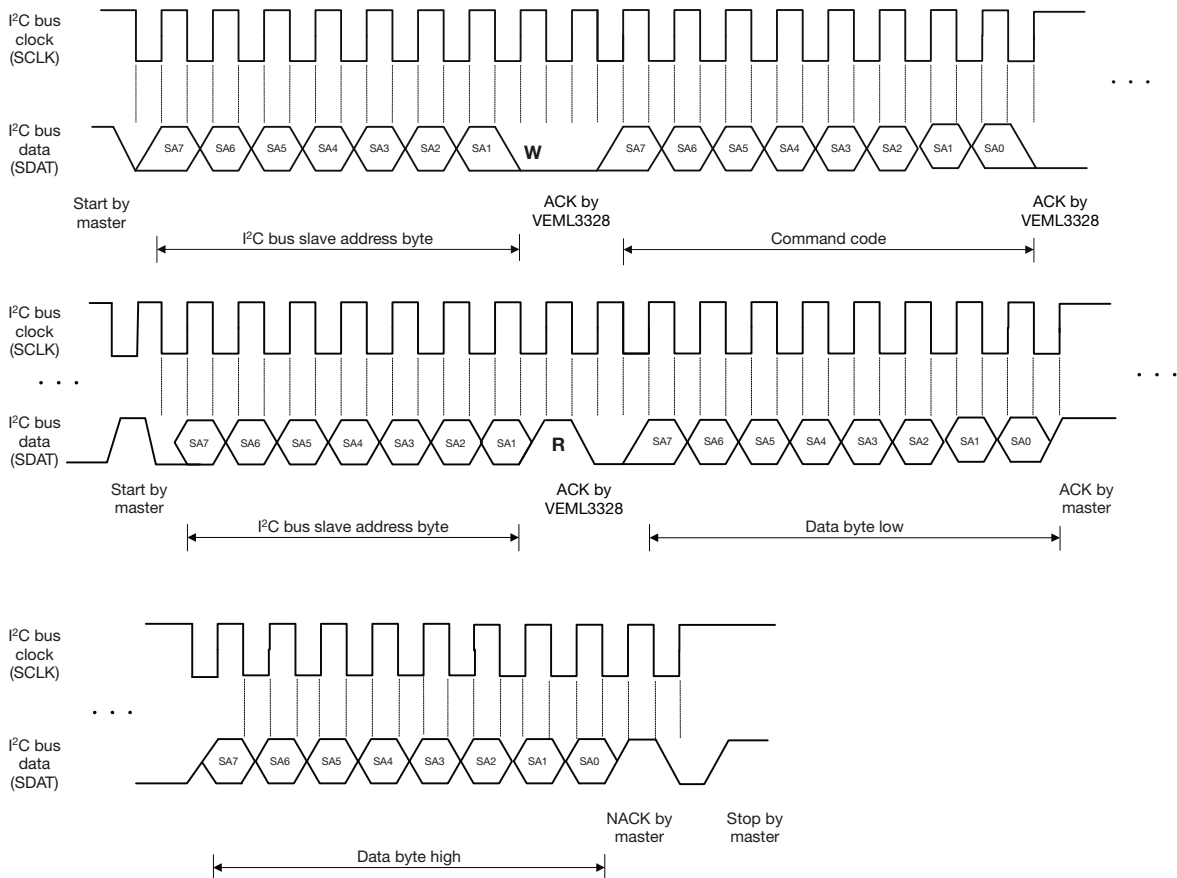 I²C bus
clock
(SCLK)
. . .
I²C bus
data
(SDAT)
SA7 SA6 SA5 SA4 SA3 SA2 SA1 W SA7 SA6 SA5 SA4 SA3 SA2 SA1 SA0
Start by
master
ACK by
VEML3328
ACK by
VEML3328
I²C bus slave address byte
Command code
I²C bus
clock
(SCLK)
. . .
. . .
I²C bus
data
(SDAT)
SA7 SA6 SA5 SA4 SA3 SA2 SA1 R SA7 SA6 SA5 SA4 SA3 SA2 SA1 SA0
Start by
master
ACK by
VEML3328
ACK by
master
I²C bus slave address byte
Data byte low
I²C bus
clock
(SCLK)
. . .
I²C bus
data
(SDAT)
SA7 SA6 SA5 SA4 SA3 SA2 SA1 SA0
NACK by
master
Stop by
master
Data byte high